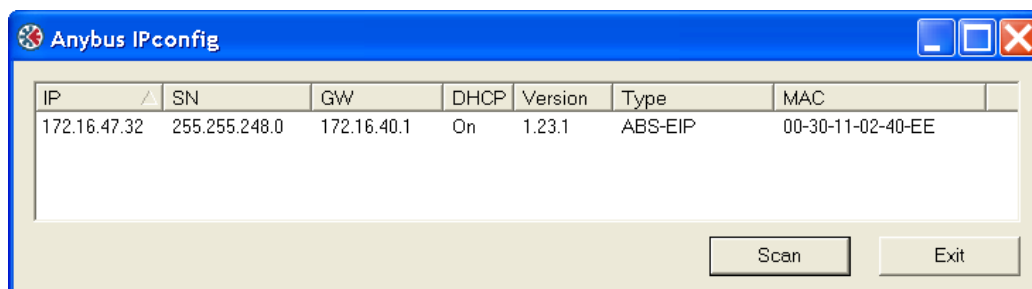 Anybus IPconfig
IP SN GW DHCP Version Type MAC
172.16.47.32 255.255.248.0 172.16.40.1 On 1.23.1 ABS-EIP 00-30-11-02-40-EE
Scan Exit